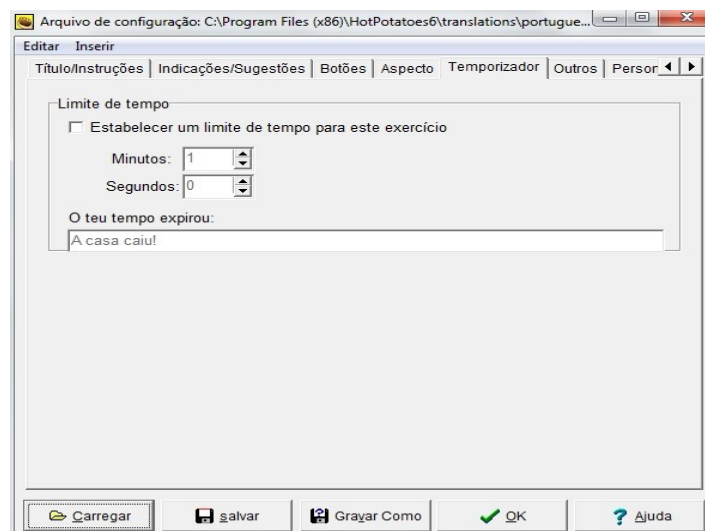 Arquivo de configuração: C:\Program Files (x86)\HotPotatoes6\translations\portugue...
Editar Inserir
Título/Instruções Indicações/Sugestões Botões Aspecto Temporizador Outros Person
Limite de tempo
Estabelecer um limite de tempo para este exercício
Minutos: 1
Segundos: 0
O teu tempo expirou:
A casa caiu!
Carregar salvar Gravar Como OK Ajuda